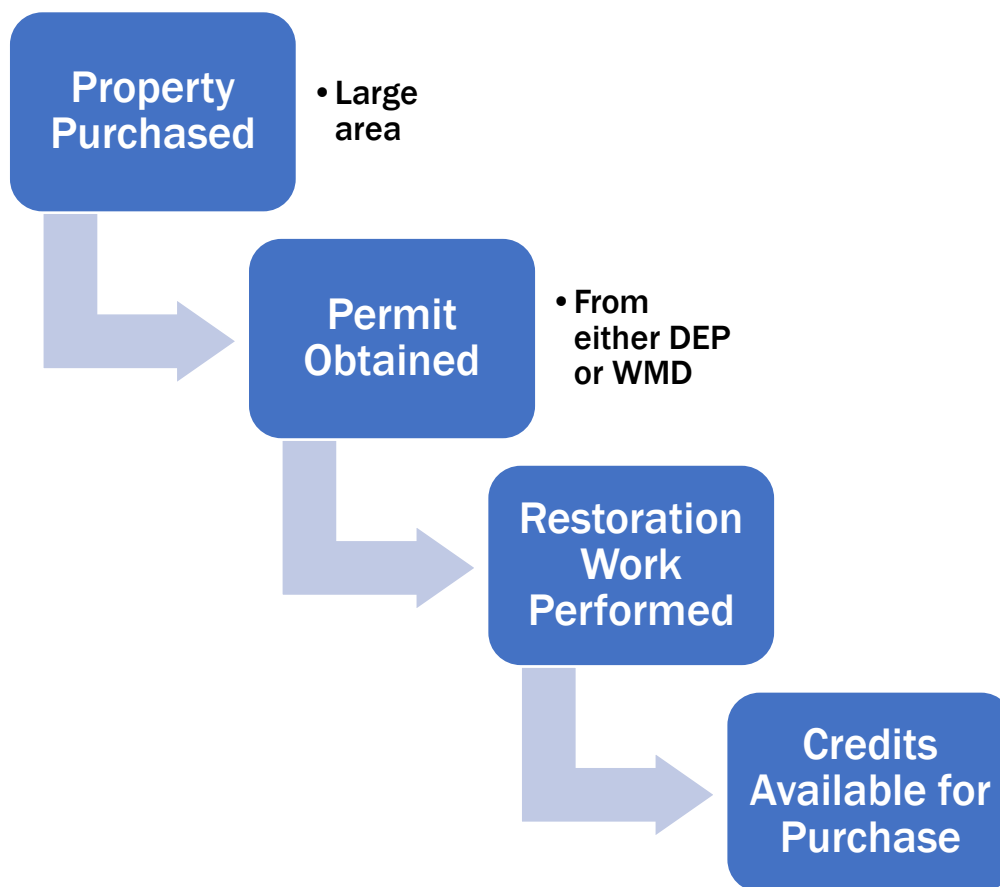 Property
Purchased
• Large
area
Permit
Obtained
• From
either DEP
or WMD
Restoration
Work
Performed
Credits
Available for
Purchase